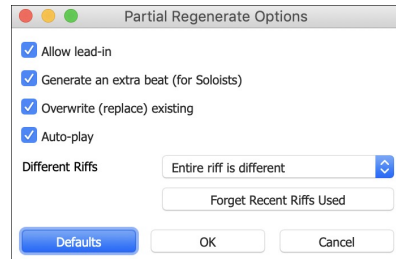 Partial Regenerate Options
Allow lead-in
Generate an extra beat (for Soloists)
Overwrite (replace) existing
Auto-play
Different Riffs Entire riff is different
Forget Recent Riffs Used
Defaults OK Cancel